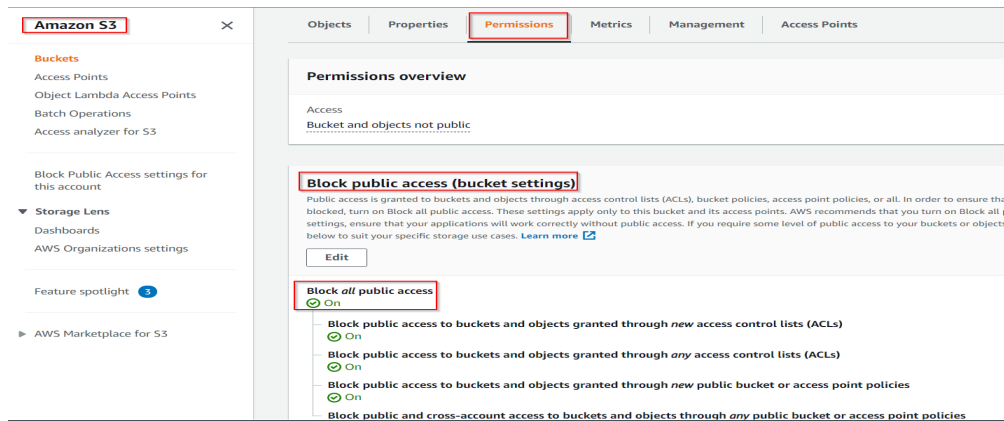 Amazon S3
Buckets
Access Points
Object Lambda Access Points
Batch Operations
Access analyzer for S3
Block Public Access settings for
this account
Storage Lens
Dashboards
AWS Organizations settings
Feature spotlight 3
AWS Marketplace for S3
Objects Properties Permissions Metrics Management Access Points
Permissions overview
Access
Bucket and objects not public
Block public access (bucket settings)
Public access is granted to buckets and objects through access control lists (ACLs), bucket policies, access point policies, or all. In order to ensure tha
blocked, turn on Block all public access. These settings apply only to this bucket and its access points. AWS recommends that you turn on Block all
settings, ensure that your applications will work correctly without public access. If you require some level of public access to your buckets or objects
below to suit your specific storage use cases. Learn more
Edit
Block all public access
On
Block public access to buckets and objects granted through new access control lists (ACLs)
On
Block public access to buckets and objects granted through any access control lists (ACLs)
On
Block public access to buckets and objects granted through new public bucket or access point policies
On
Block public and cross-account access to buckets and objects through any public bucket or access point policies